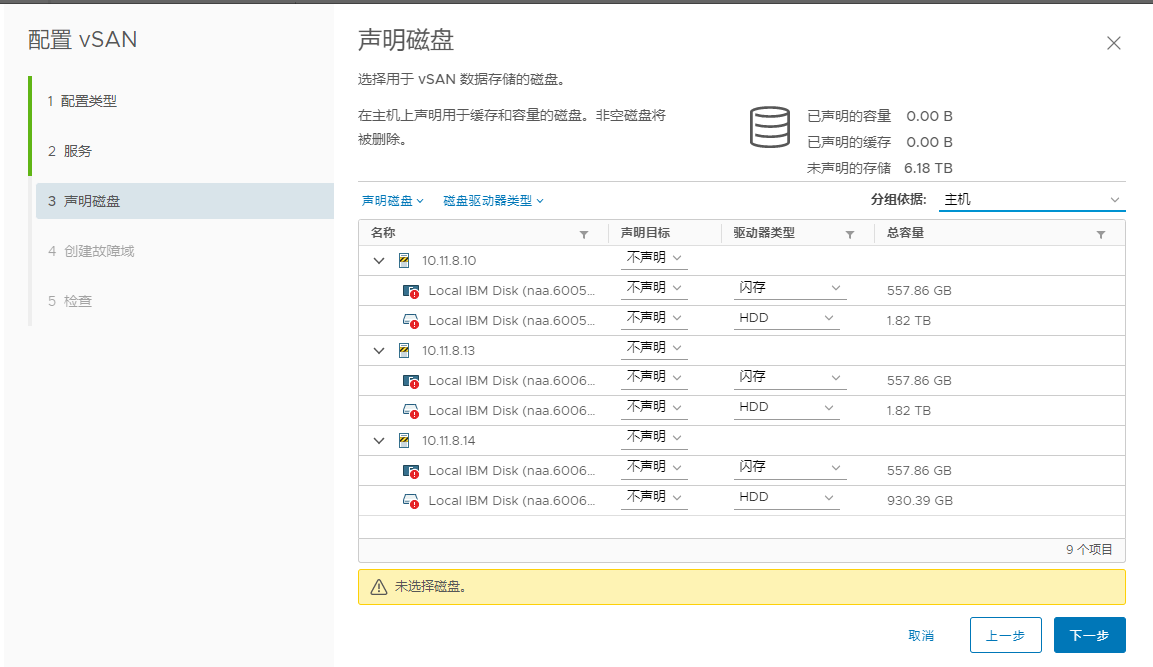 配置 vSAN
1 配置类型
2 服务
3 声明磁盘
4 创建故障域
5 检查
声明磁盘
选择用于 vSAN 数据存储的磁盘。
在主机上声明用于缓存和容量的磁盘。非空磁盘将
被删除。
已声明的容量 0.00 B
已声明的缓存 0.00 B
未声明的存储 6.18 TB
声明磁盘 磁盘驱动器类型 分组依据: 主机
名称 声明目标 驱动器类型 总容量
10.11.8.10 不声明
Local IBM Disk (naa.6005... 不声明 闪存 557.86 GB
Local IBM Disk (naa.6005... 不声明 HDD 1.82 TB
10.11.8.13 不声明
Local IBM Disk (naa.6006... 不声明 闪存 557.86 GB
Local IBM Disk (naa.6006... 不声明 HDD 1.82 TB
10.11.8.14 不声明
Local IBM Disk (naa.6006... 不声明 闪存 557.86 GB
Local IBM Disk (naa.6006... 不声明 HDD 930.39 GB
9 个项目
未选择磁盘。
取消 上一步 下一步